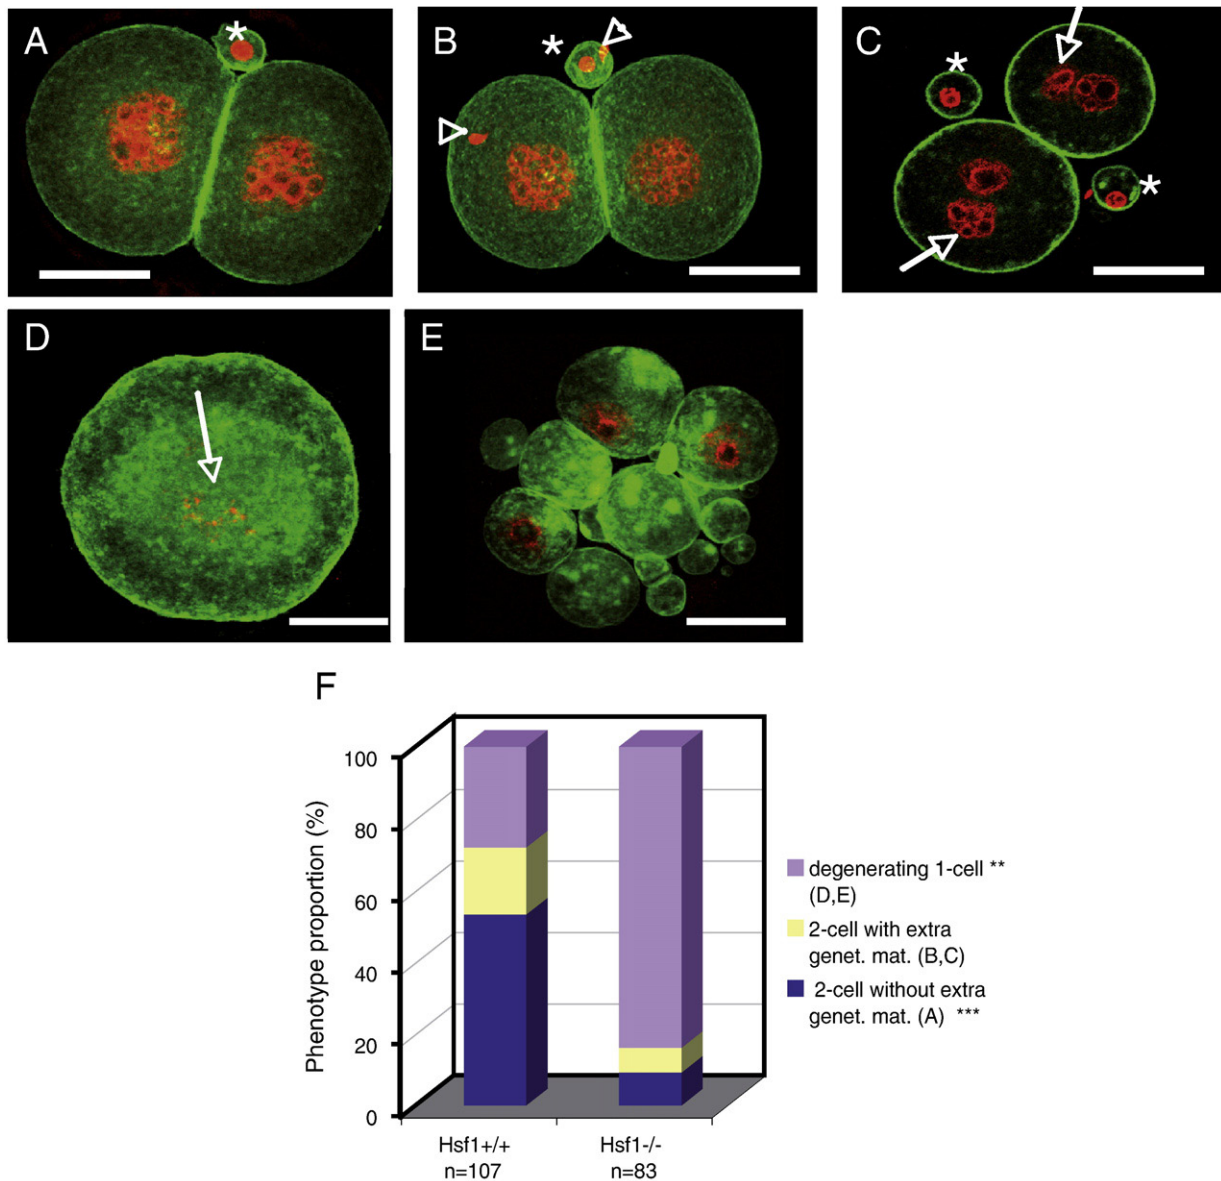 A
*
B
*
C
*
*
D
E
F
Phenotype proportion (%)
100
80
60
40
20
0
Hsf1+/+
n=107
Hsf1-/-
n=83
degenerating 1-cell **
(D,E)
2-cell with extra
genet. mat. (B,C)
2-cell without extra
genet. mat. (A) ***